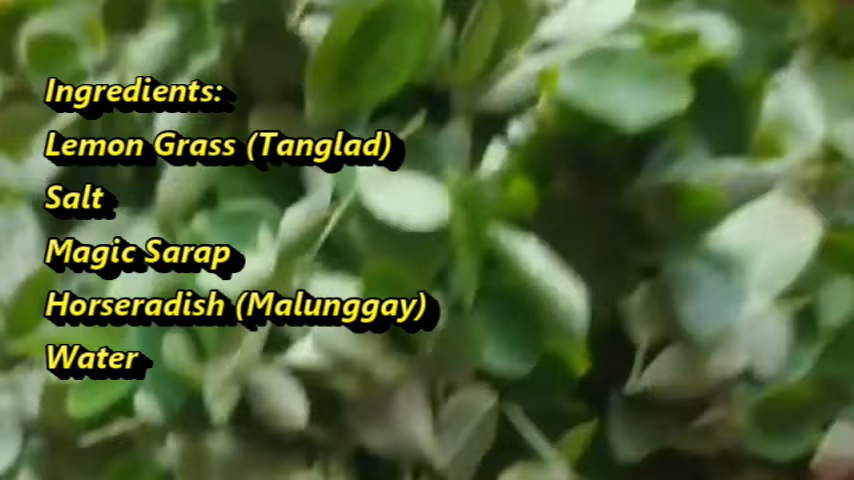 Ingredients:
Lemon Grass (Tanglad)
Salt
Magic Sarap
Horseradish (Malunggay)
Water